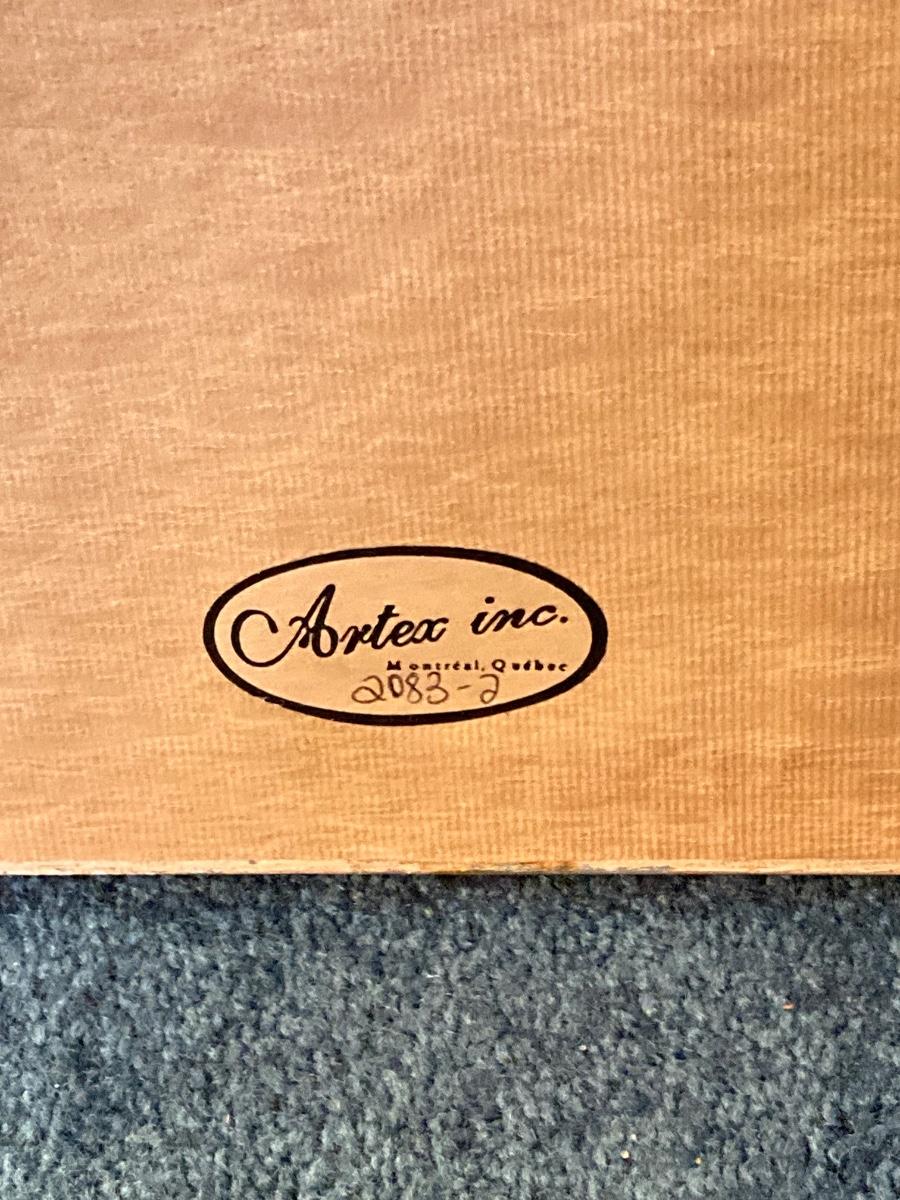 Artex inc.
Montréal, Québec
2083-2